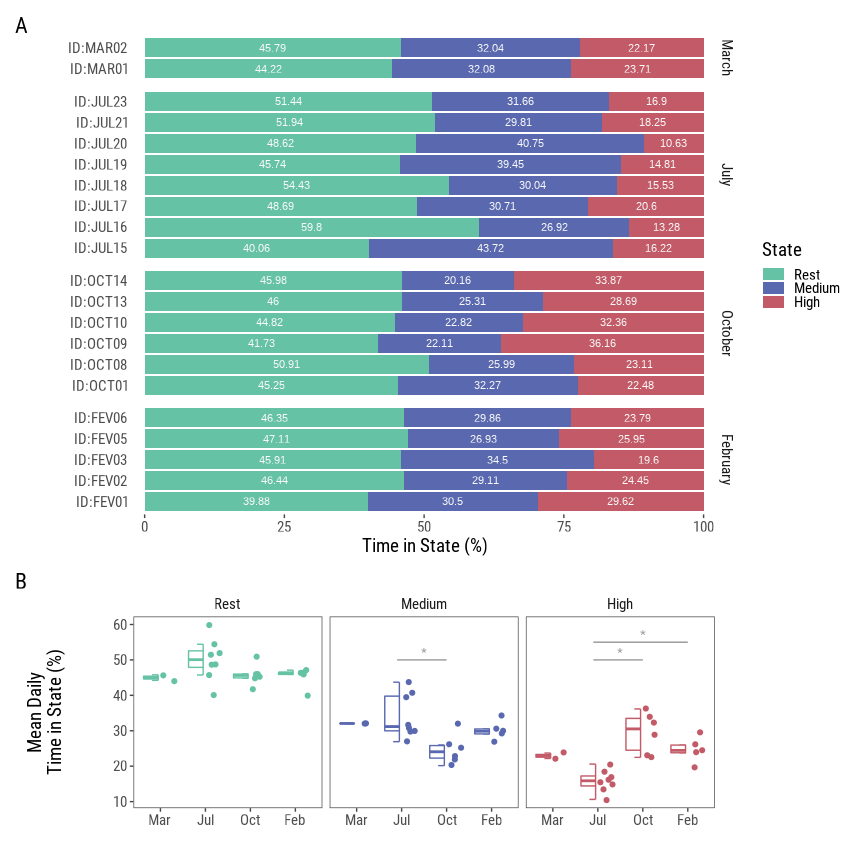 A
ID:MAR02 45.79 32.04 22.17
ID:MAR01 44.22 32.08 23.71
March
ID:JUL23 51.44 31.66 16.9
ID:JUL21 51.94 29.81 18.25
ID:JUL20 48.62 40.75 10.63
ID:JUL19 45.74 39.45 14.81
ID:JUL18 54.43 30.04 15.53
ID:JUL17 48.69 30.71 20.6
ID:JUL16 59.8 26.92 13.28
ID:JUL15 40.06 43.72 16.22
July
ID:OCT14 45.98 20.16 33.87
ID:OCT13 46 25.31 28.69
ID:OCT10 44.82 22.82 32.36
ID:OCT09 41.73 22.11 36.16
ID:OCT08 50.91 25.99 23.11
ID:OCT01 45.25 32.27 22.48
October
ID:FEV06 46.35 29.86 23.79
ID:FEV05 47.11 26.93 25.95
ID:FEV03 45.91 34.5 19.6
ID:FEV02 46.44 29.11 24.45
ID:FEV01 39.88 30.5 29.62
February
0 25 50 75 100
Time in State (%)
State
Rest
Medium
High
B
Rest Medium High
Mean Daily
Time in State (%)
60
50
40
30
20
10
*
*
*
Mar Jul Oct Feb Mar Jul Oct Feb Mar Jul Oct Feb